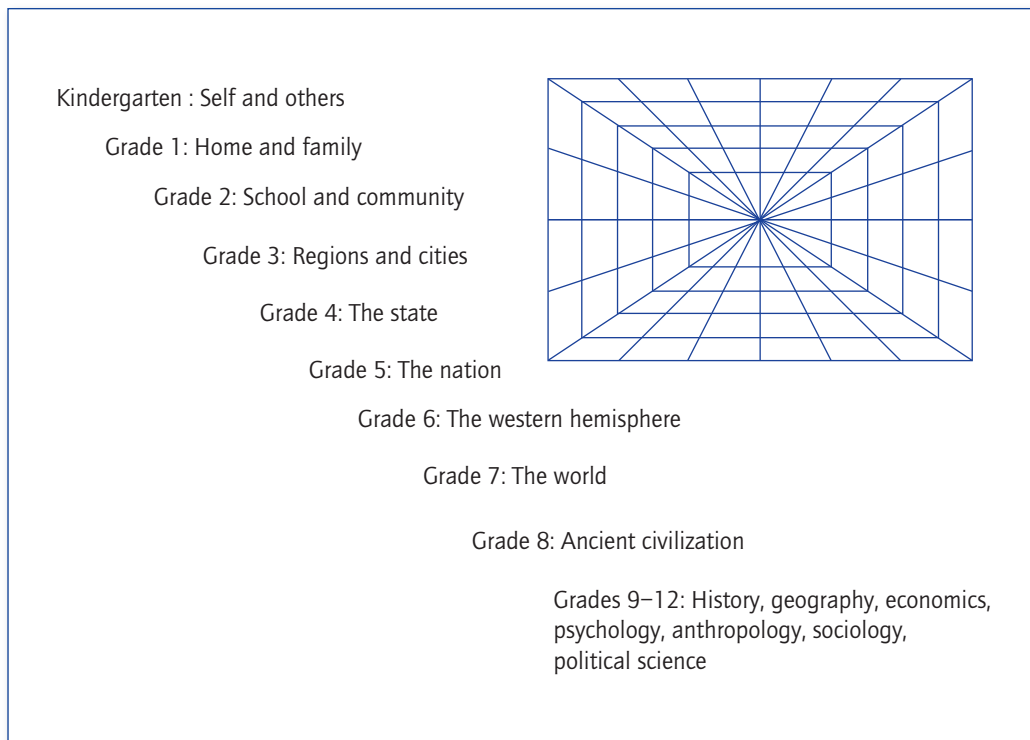 Kindergarten : Self and others
Grade 1: Home and family
Grade 2: School and community
Grade 3: Regions and cities
Grade 4: The state
Grade 5: The nation
Grade 6: The western hemisphere
Grade 7: The world
Grade 8: Ancient civilization
Grades 9–12: History, geography, economics,
psychology, anthropology, sociology,
political science